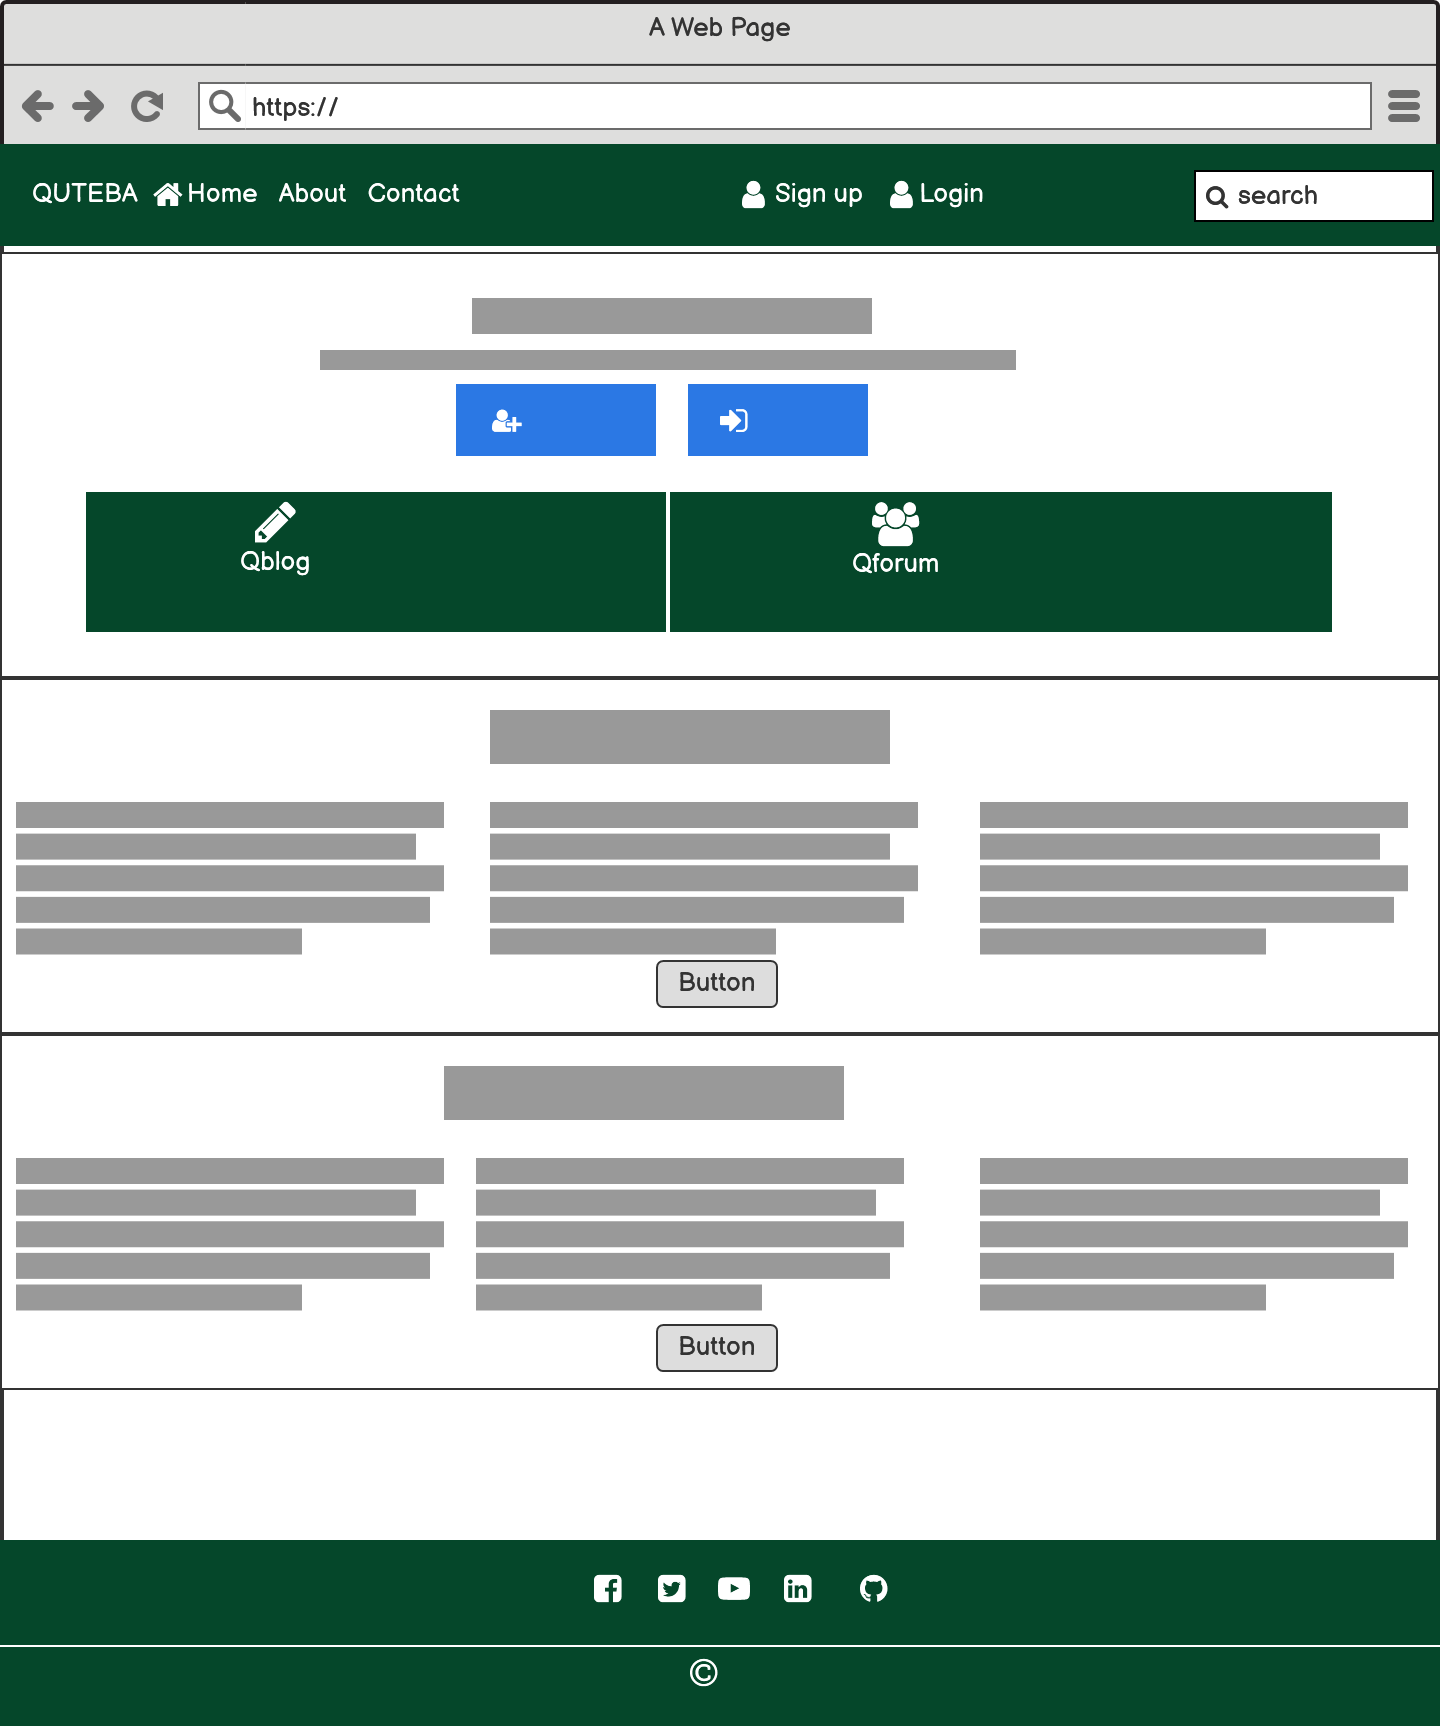 A Web Page
https://
QUTEBA Home About Contact Sign up Login search
Qblog Qforum
Button
Button
©